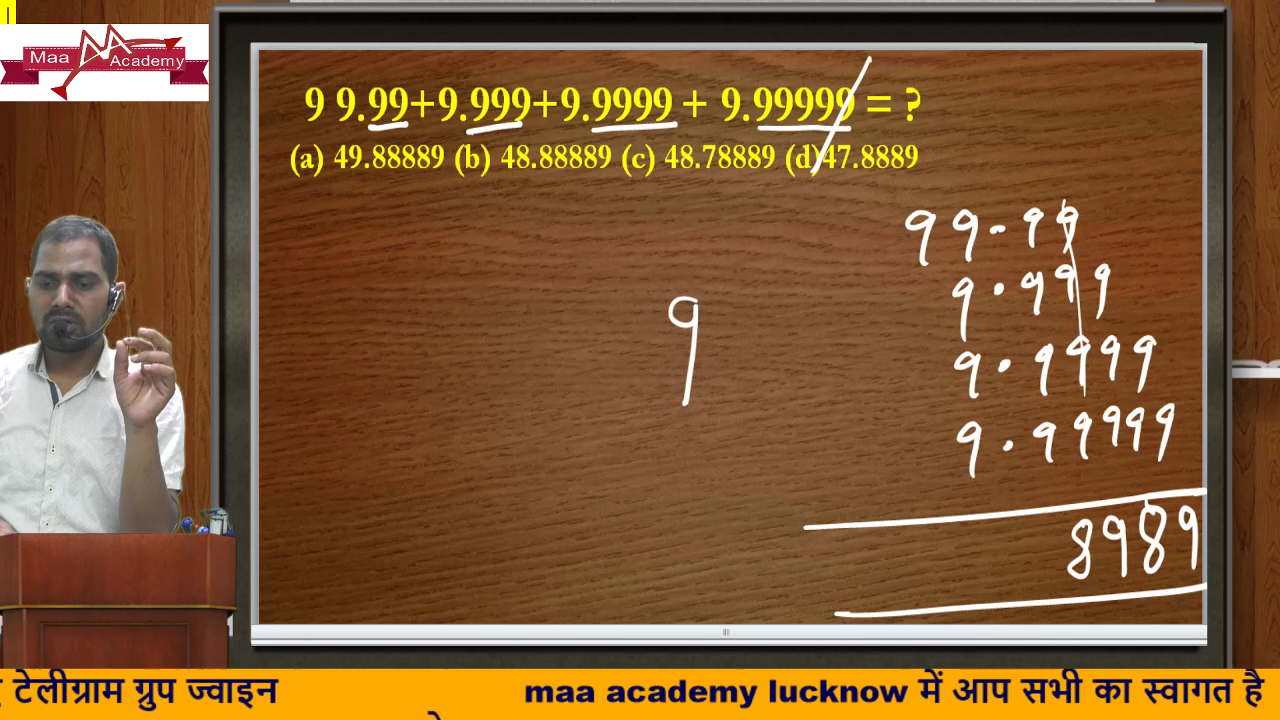 Maa Academy
9 9.99+9.999+9.9999 + 9.99999 = ?
(a) 49.88889 (b) 48.88889 (c) 48.78889 (d) 47.8889
99.99
9.999
9
9.9999
9.99999
8989
टेलीग्राम ग्रुप ज्वाइन maa academy lucknow में आप सभी का स्वागत है